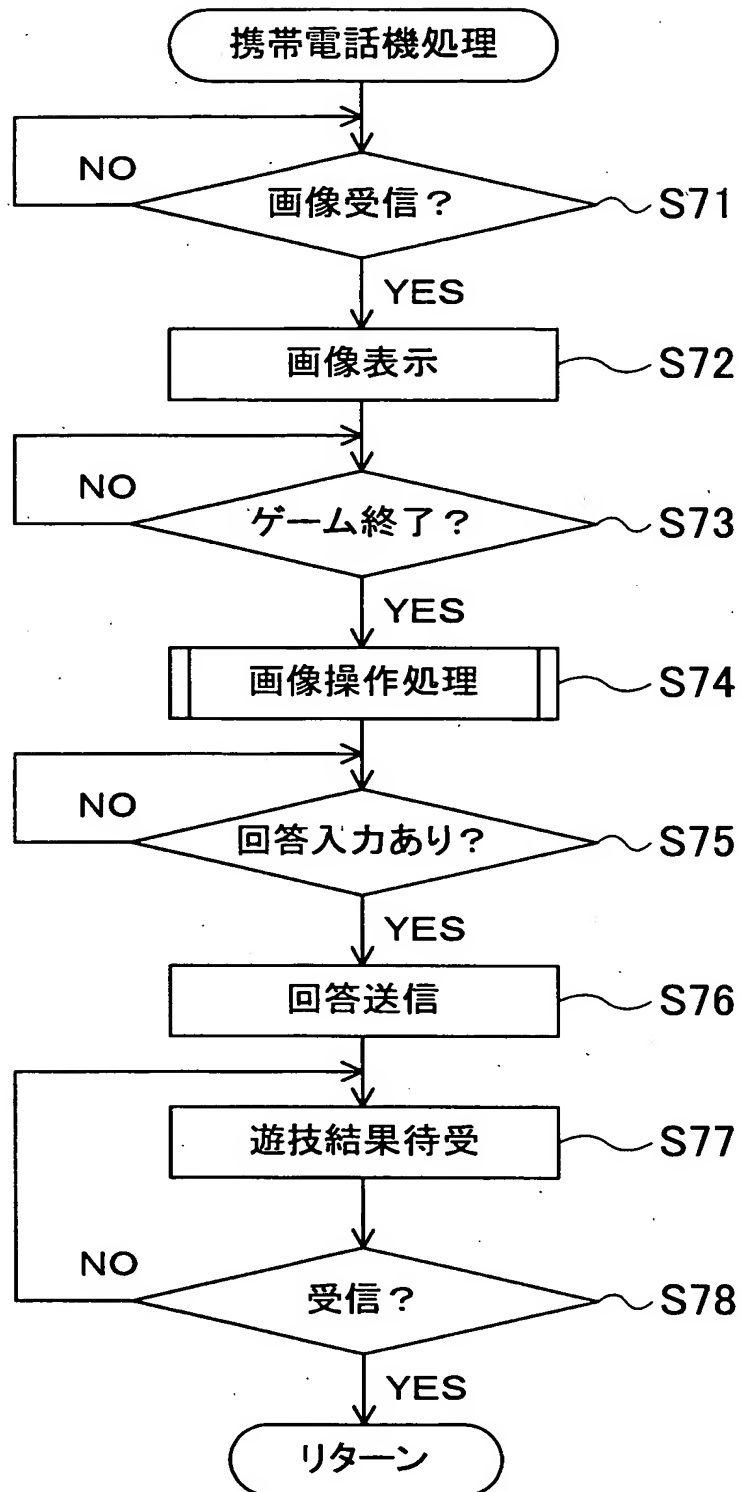 携帯電話機処理
NO
画像受信？
S71
YES
画像表示
S72
NO
ゲーム終了？
S73
YES
画像操作処理
S74
NO
回答入力あり？
S75
YES
回答送信
S76
遊技結果待受
S77
NO
受信？
S78
YES
リターン